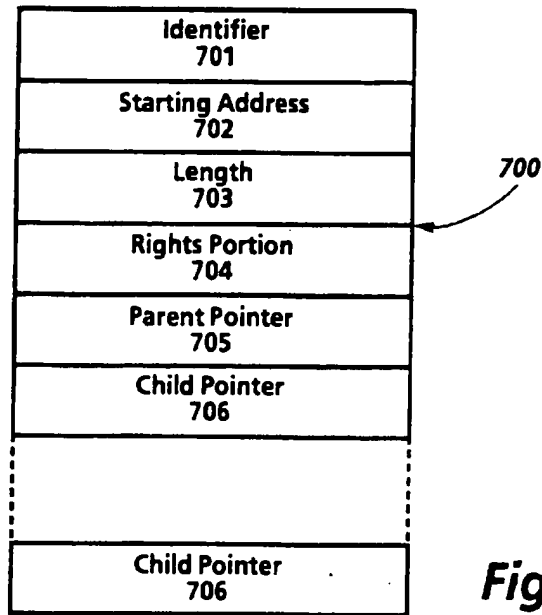 Identifier
701
Starting Address
702
Length
703
700
Rights Portion
704
Parent Pointer
705
Child Pointer
706
Child Pointer
706
Fig